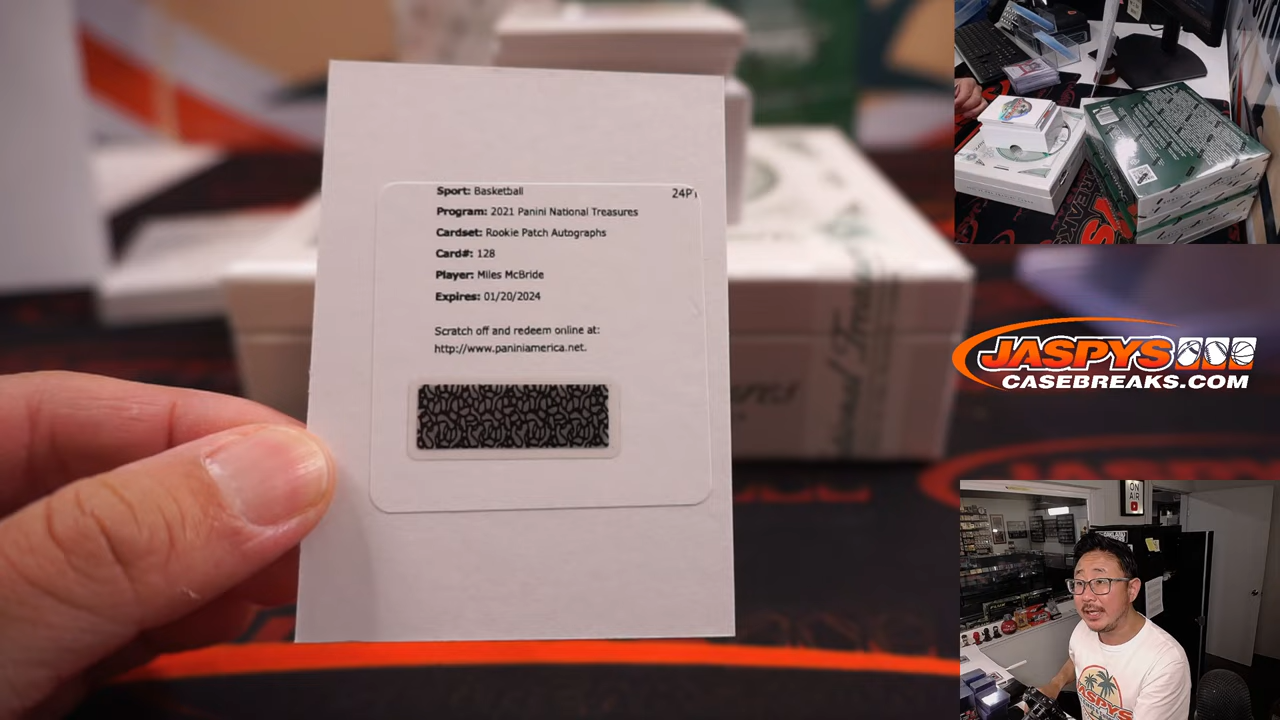 Sport: Basketball
Program: 2021 Panini National Treasures
Cardset: Rookie Patch Autographs
Card#: 128
Player: Miles McBride
Expires: 01/20/2024
Scratch off and redeem online at:
http://www.paniniamerica.net.
JASPYS
CASEBREAKS.COM
ON
AIR
JASPYS